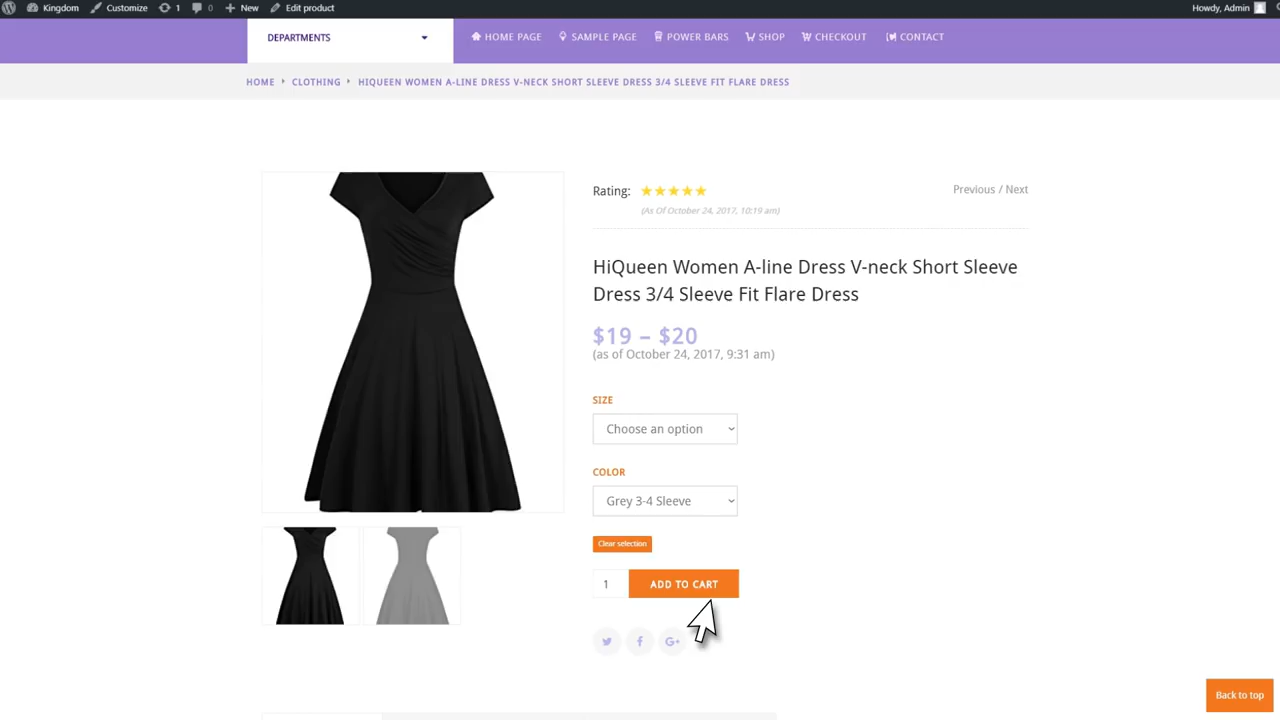 Kingdom Customize 1 0 New Edit product Howdy, Admin
DEPARTMENTS HOME PAGE SAMPLE PAGE POWER BARS SHOP CHECKOUT CONTACT
HOME CLOTHING HIQUEEN WOMEN A-LINE DRESS V-NECK SHORT SLEEVE DRESS 3/4 SLEEVE FIT FLARE DRESS
Rating: Previous / Next
(As Of October 24, 2017, 10:19 am)
HiQueen Women A-line Dress V-neck Short Sleeve
Dress 3/4 Sleeve Fit Flare Dress
$19 – $20
(as of October 24, 2017, 9:31 am)
SIZE
Choose an option
COLOR
Grey 3-4 Sleeve
Clear selection
1 ADD TO CART
Back to top